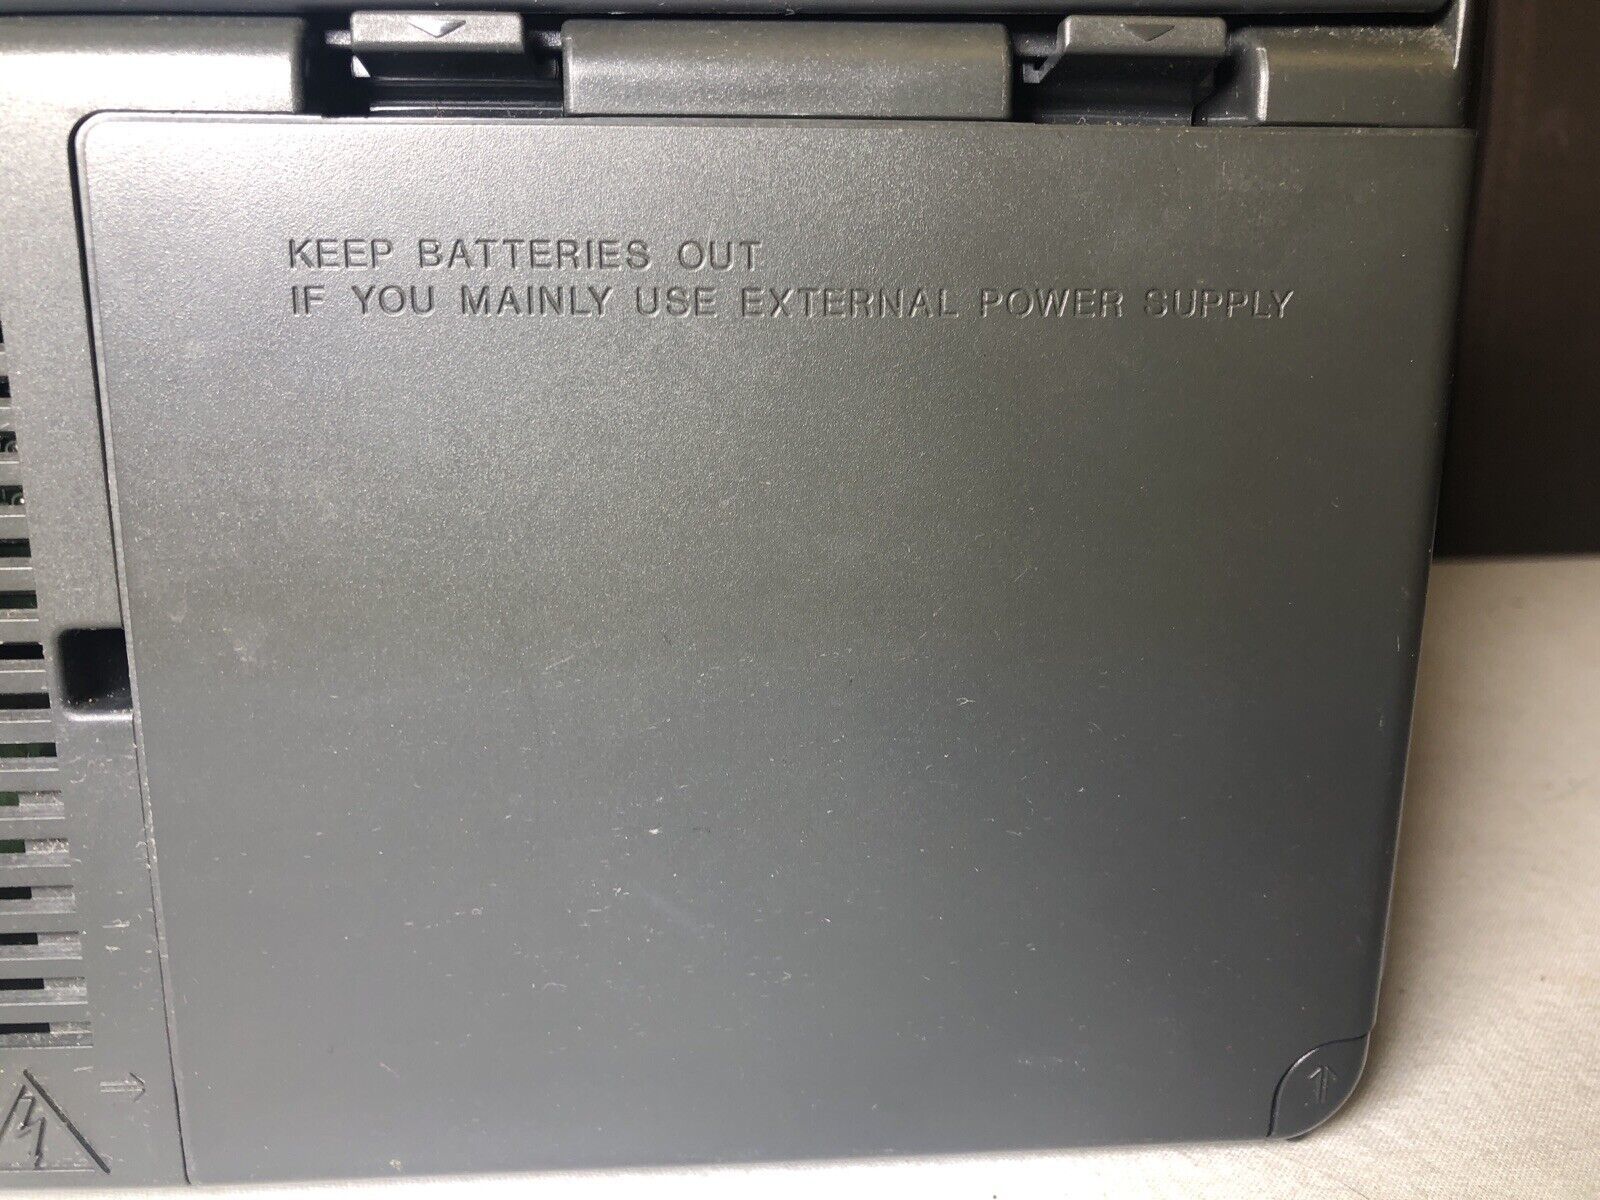 KEEP BATTERIES OUT
IF YOU MAINLY USE EXTERNAL POWER SUPPLY